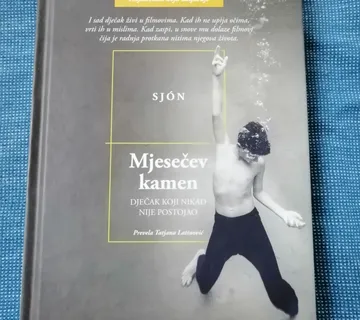 I sad dječak živi u filmovima. Kad ih ne upija očima,
vrti ih u mislima. Kad zaspi, u snove mu dolaze filmovi
čija je radnja protkana nitima njegova života.
SJÓN
Mjesečev
kamen
DJEČAK KOJI NIKAD
NIJE POSTOJAO
Prevela Tatjana Latinović